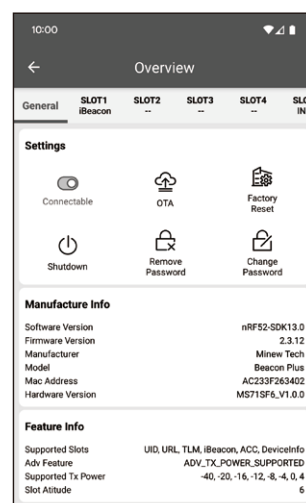 10:00
Overview
General SLOT1 SLOT2 SLOT3 SLOT4 SLO
iBeacon -- -- -- IN
Settings
Connectable OTA Factory
Reset
Shutdown Remove Change
Password Password
Manufacture Info
Software Version nRF52-SDK13.0
Firmware Version 2.3.12
Manufacturer Minew Tech
Model Beacon Plus
Mac Address AC233F263402
Hardware Version MS71SF6_V1.0.0
Feature Info
Supported Slots UID, URL, TLM, iBeacon, ACC, DeviceInfo
Adv Feature ADV_TX_POWER_SUPPORTED
Supported Tx Power -40, -20, -16, -12, -8, -4, 0, 4
Slot Atitude 6